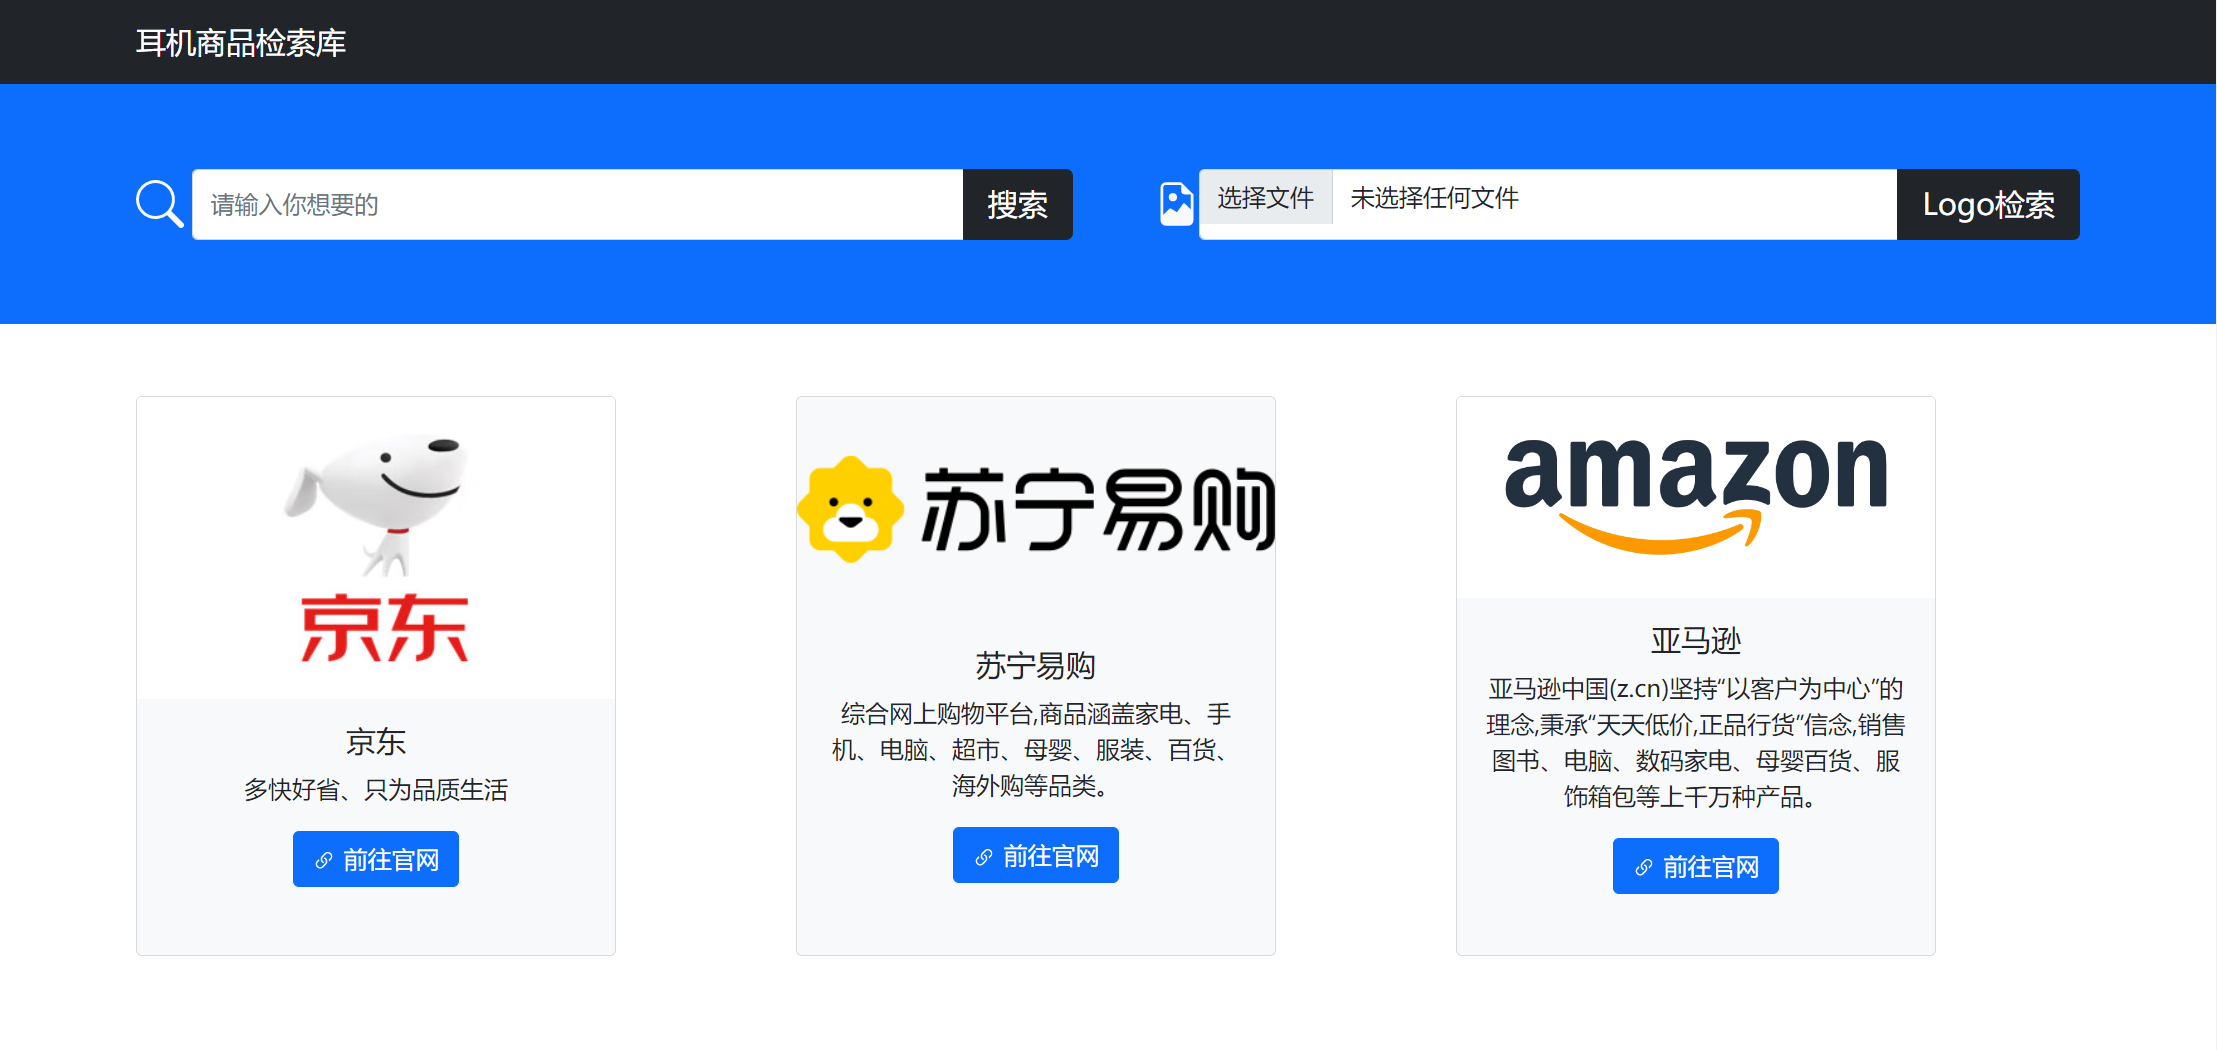 耳机商品检索库
请输入你想要的
搜索
选择文件
未选择任何文件
Logo检索
京东
京东
多快好省、只为品质生活
前往官网
苏宁易购
苏宁易购
综合网上购物平台,商品涵盖家电、手
机、电脑、超市、母婴、服装、百货、
海外购等品类。
前往官网
amazon
亚马逊
亚马逊中国(z.cn)坚持“以客户为中心”的
理念,秉承“天天低价,正品行货”信念,销售
图书、电脑、数码家电、母婴百货、服
饰箱包等上千万种产品。
前往官网